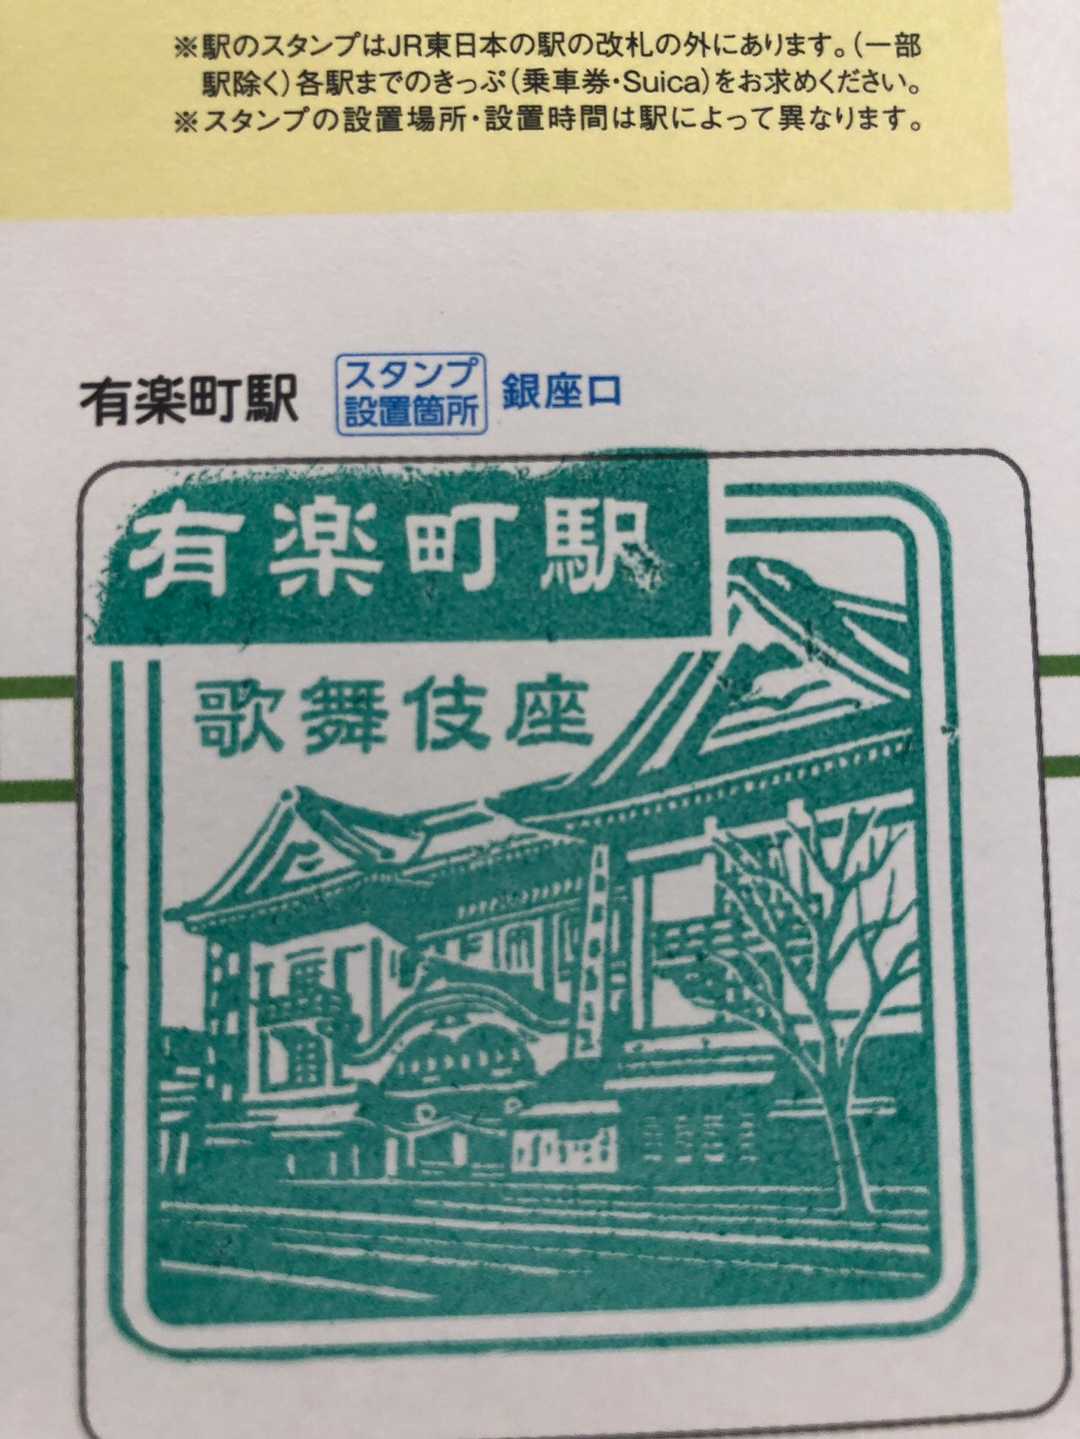 ※駅のスタンプはJR東日本の駅の改札の外にあります。(一部
駅除く)各駅までのきっぷ(乗車券・Suica)をお求めください。
※スタンプの設置場所・設置時間は駅によって異なります。
有楽町駅
スタンプ
設置箇所
銀座口
有楽町駅
歌舞伎座